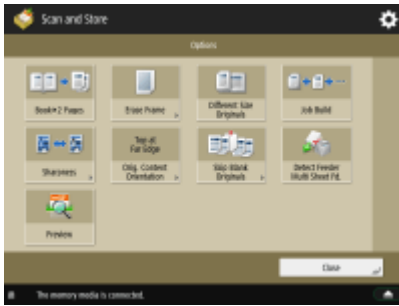 Scan and Store
Options
Book→2 Pages
Erase Frame
Different Size
Originals
Job Build
Sharpness
Top at
Far Edge
Orig. Content
Orientation
Skip Blank
Originals
Detect Feeder
Multi Sheet Fd.
Preview
Close
The memory media is connected.